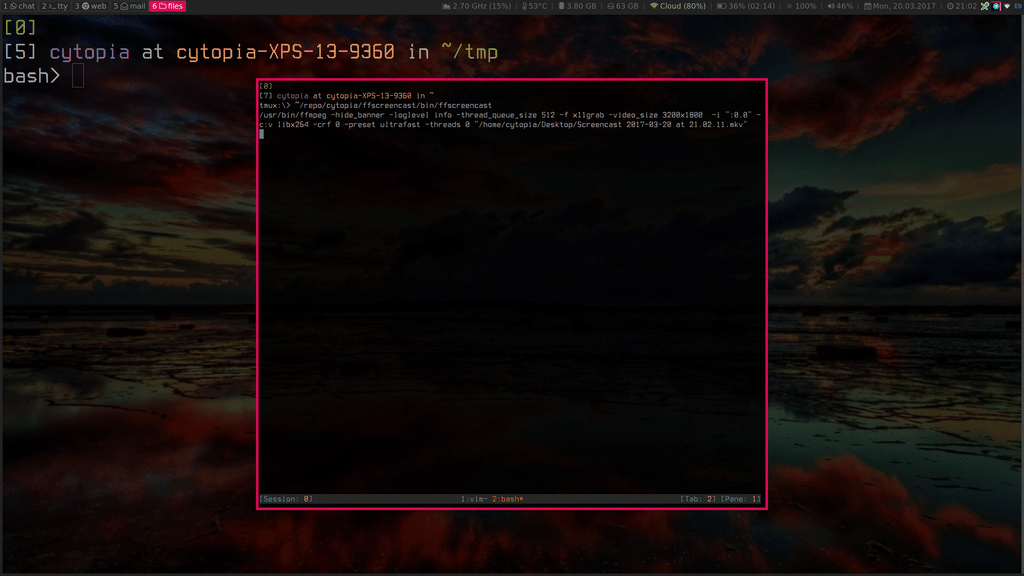 1 chat 2 >_ tty 3 web 5 mail 6 files 2.70 GHz (15%) 53°C 3.80 GB 63 GB Cloud (80%) 36% (02:14) 100% 46% Mon, 20.03.2017 21:02 EN
[0]
[5] cytopia at cytopia-XPS-13-9360 in ~/tmp
bash>
[0]
[7] cytopia at cytopia-XPS-13-9360 in ~
tmux:\> ~/repo/cytopia/ffscreencast/bin/ffscreencast
/usr/bin/ffmpeg -hide_banner -loglevel info -thread_queue_size 512 -f x11grab -video_size 3200x1800 -i ":0.0" -
c:v libx264 -crf 0 -preset ultrafast -threads 0 "/home/cytopia/Desktop/Screencast 2017-03-20 at 21.02.11.mkv"
[Session: 0] 1:vim- 2:bash* [Tab: 2] [Pane: 1]